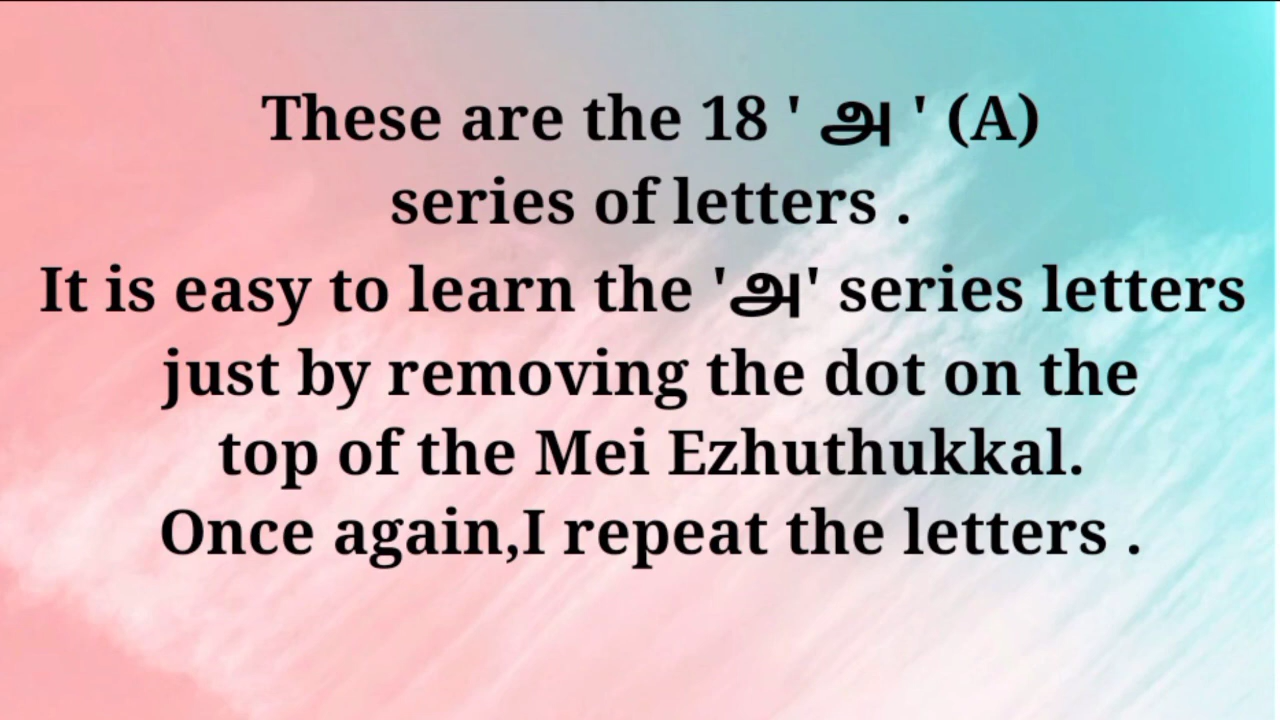 These are the 18 ' அ ' (A)
series of letters .
It is easy to learn the 'அ' series letters
just by removing the dot on the
top of the Mei Ezhuthukkal.
Once again,I repeat the letters .